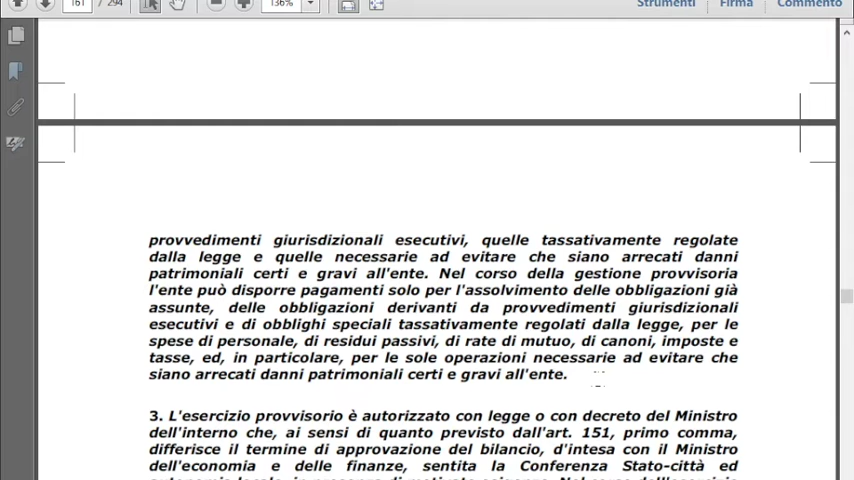 161 / 294 136% Strumenti Firma Commento
provvedimenti giurisdizionali esecutivi, quelle tassativamente regolate
dalla legge e quelle necessarie ad evitare che siano arrecati danni
patrimoniali certi e gravi all'ente. Nel corso della gestione provvisoria
l'ente può disporre pagamenti solo per l'assolvimento delle obbligazioni già
assunte, delle obbligazioni derivanti da provvedimenti giurisdizionali
esecutivi e di obblighi speciali tassativamente regolati dalla legge, per le
spese di personale, di residui passivi, di rate di mutuo, di canoni, imposte e
tasse, ed, in particolare, per le sole operazioni necessarie ad evitare che
siano arrecati danni patrimoniali certi e gravi all'ente.
3. L'esercizio provvisorio è autorizzato con legge o con decreto del Ministro
dell'interno che, ai sensi di quanto previsto dall'art. 151, primo comma,
differisce il termine di approvazione del bilancio, d'intesa con il Ministro
dell'economia e delle finanze, sentita la Conferenza Stato-città ed